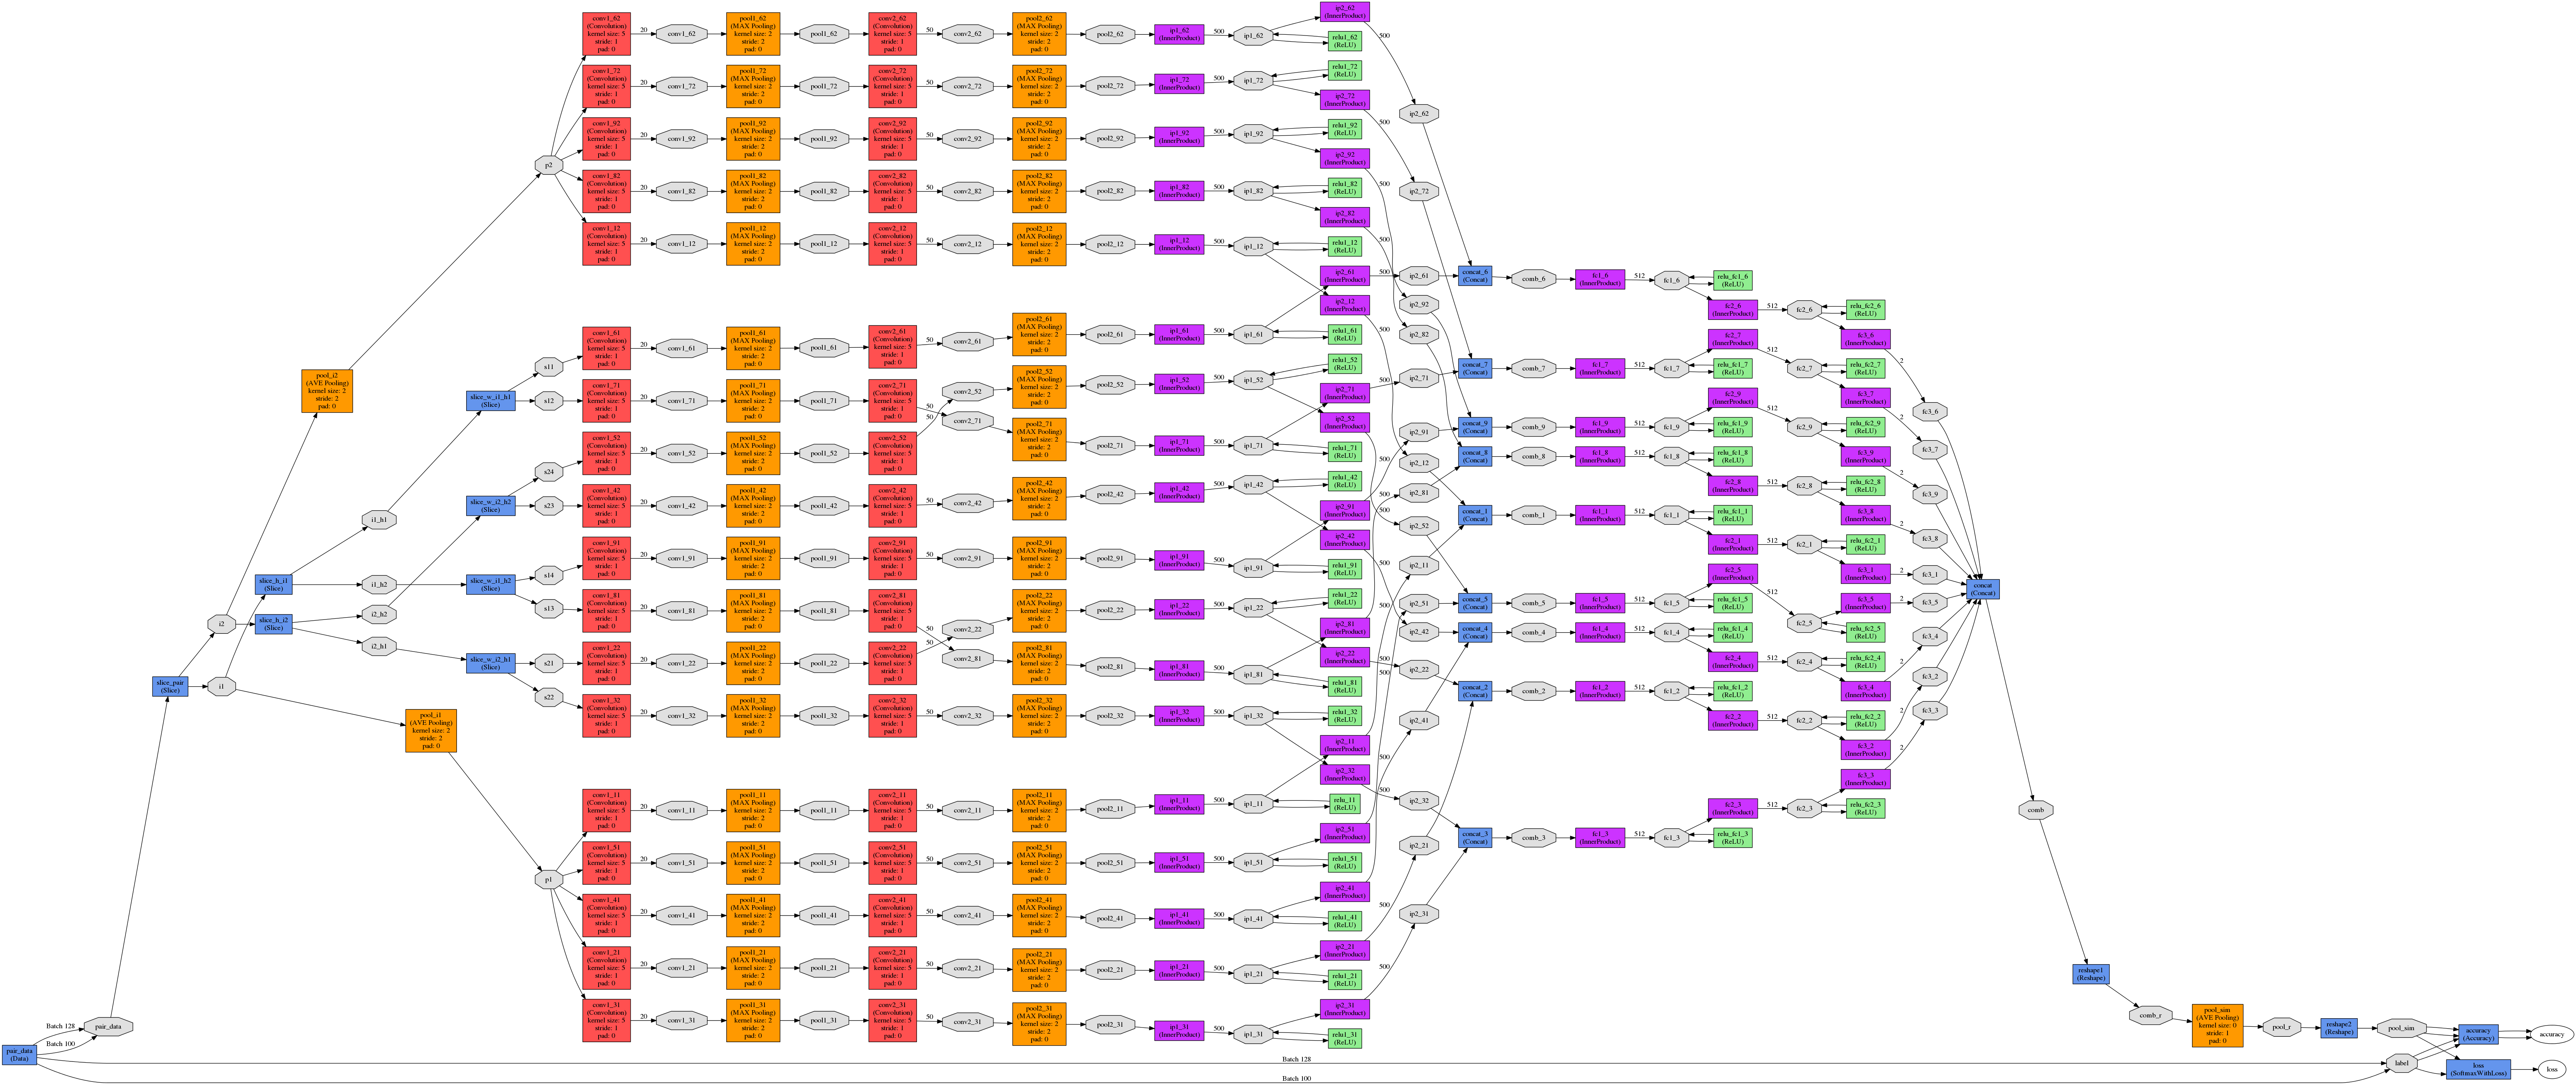 conv1_62
(Convolution)
kernel size: 5
stride: 1
pad: 0
20
conv1_62
pool1_62
(MAX Pooling)
kernel size: 2
stride: 2
pad: 0
pool1_62
conv2_62
(Convolution)
kernel size: 5
stride: 1
pad: 0
50
conv2_62
pool2_62
(MAX Pooling)
kernel size: 2
stride: 2
pad: 0
pool2_62
ip1_62
(InnerProduct)
500
ip1_62
ip2_62
(InnerProduct)
500
relu1_62
(ReLU)
conv1_72
(Convolution)
kernel size: 5
stride: 1
pad: 0
20
conv1_72
pool1_72
(MAX Pooling)
kernel size: 2
stride: 2
pad: 0
pool1_72
conv2_72
(Convolution)
kernel size: 5
stride: 1
pad: 0
50
conv2_72
pool2_72
(MAX Pooling)
kernel size: 2
stride: 2
pad: 0
pool2_72
ip1_72
(InnerProduct)
500
ip1_72
relu1_72
(ReLU)
ip2_72
(InnerProduct)
500
ip2_62
conv1_92
(Convolution)
kernel size: 5
stride: 1
pad: 0
20
conv1_92
pool1_92
(MAX Pooling)
kernel size: 2
stride: 2
pad: 0
pool1_92
conv2_92
(Convolution)
kernel size: 5
stride: 1
pad: 0
50
conv2_92
pool2_92
(MAX Pooling)
kernel size: 2
stride: 2
pad: 0
pool2_92
ip1_92
(InnerProduct)
500
ip1_92
relu1_92
(ReLU)
ip2_92
(InnerProduct)
500
p2
conv1_82
(Convolution)
kernel size: 5
stride: 1
pad: 0
20
conv1_82
pool1_82
(MAX Pooling)
kernel size: 2
stride: 2
pad: 0
pool1_82
conv2_82
(Convolution)
kernel size: 5
stride: 1
pad: 0
50
conv2_82
pool2_82
(MAX Pooling)
kernel size: 2
stride: 2
pad: 0
pool2_82
ip1_82
(InnerProduct)
500
ip1_82
relu1_82
(ReLU)
ip2_82
(InnerProduct)
500
ip2_72
conv1_12
(Convolution)
kernel size: 5
stride: 1
pad: 0
20
conv1_12
pool1_12
(MAX Pooling)
kernel size: 2
stride: 2
pad: 0
pool1_12
conv2_12
(Convolution)
kernel size: 5
stride: 1
pad: 0
50
conv2_12
pool2_12
(MAX Pooling)
kernel size: 2
stride: 2
pad: 0
pool2_12
ip1_12
(InnerProduct)
500
ip1_12
relu1_12
(ReLU)
ip2_61
(InnerProduct)
500
ip2_61
concat_6
(Concat)
comb_6
fc1_6
(InnerProduct)
512
fc1_6
relu_fc1_6
(ReLU)
ip2_12
(InnerProduct)
500
ip2_92
fc2_6
(InnerProduct)
512
fc2_6
relu_fc2_6
(ReLU)
conv1_61
(Convolution)
kernel size: 5
stride: 1
pad: 0
20
conv1_61
pool1_61
(MAX Pooling)
kernel size: 2
stride: 2
pad: 0
pool1_61
conv2_61
(Convolution)
kernel size: 5
stride: 1
pad: 0
50
conv2_61
pool2_61
(MAX Pooling)
kernel size: 2
stride: 2
pad: 0
pool2_61
ip1_61
(InnerProduct)
500
ip1_61
relu1_61
(ReLU)
ip2_82
fc2_7
(InnerProduct)
512
fc3_6
(InnerProduct)
2
s11
pool_i2
(AVE Pooling)
kernel size: 2
stride: 2
pad: 0
slice_w_i1_h1
(Slice)
s12
conv1_71
(Convolution)
kernel size: 5
stride: 1
pad: 0
20
conv1_71
pool1_71
(MAX Pooling)
kernel size: 2
stride: 2
pad: 0
pool1_71
conv2_71
(Convolution)
kernel size: 5
stride: 1
pad: 0
50
conv2_52
pool2_52
(MAX Pooling)
kernel size: 2
stride: 2
pad: 0
pool2_52
ip1_52
(InnerProduct)
500
ip1_52
relu1_52
(ReLU)
ip2_71
(InnerProduct)
500
ip2_71
concat_7
(Concat)
comb_7
fc1_7
(InnerProduct)
512
fc1_7
relu_fc1_7
(ReLU)
fc2_7
relu_fc2_7
(ReLU)
fc2_9
(InnerProduct)
512
fc3_7
(InnerProduct)
2
fc3_6
conv1_52
(Convolution)
kernel size: 5
stride: 1
pad: 0
20
conv1_52
pool1_52
(MAX Pooling)
kernel size: 2
stride: 2
pad: 0
pool1_52
conv2_52
(Convolution)
kernel size: 5
stride: 1
pad: 0
50
conv2_71
pool2_71
(MAX Pooling)
kernel size: 2
stride: 2
pad: 0
pool2_71
ip1_71
(InnerProduct)
500
ip1_71
ip2_52
(InnerProduct)
500
relu1_71
(ReLU)
ip2_91
concat_9
(Concat)
comb_9
fc1_9
(InnerProduct)
512
fc1_9
relu_fc1_9
(ReLU)
fc2_9
relu_fc2_9
(ReLU)
fc3_9
(InnerProduct)
2
fc3_7
ip2_12
concat_8
(Concat)
comb_8
fc1_8
(InnerProduct)
512
fc1_8
relu_fc1_8
(ReLU)
s24
slice_w_i2_h2
(Slice)
s23
conv1_42
(Convolution)
kernel size: 5
stride: 1
pad: 0
20
conv1_42
pool1_42
(MAX Pooling)
kernel size: 2
stride: 2
pad: 0
pool1_42
conv2_42
(Convolution)
kernel size: 5
stride: 1
pad: 0
50
conv2_42
pool2_42
(MAX Pooling)
kernel size: 2
stride: 2
pad: 0
pool2_42
ip1_42
(InnerProduct)
500
ip1_42
relu1_42
(ReLU)
ip2_91
(InnerProduct)
500
ip2_81
fc2_8
(InnerProduct)
512
fc2_8
relu_fc2_8
(ReLU)
fc3_9
i1_h1
ip2_42
(InnerProduct)
500
ip2_52
concat_1
(Concat)
comb_1
fc1_1
(InnerProduct)
512
fc1_1
relu_fc1_1
(ReLU)
fc3_8
(InnerProduct)
2
fc3_8
conv1_91
(Convolution)
kernel size: 5
stride: 1
pad: 0
20
conv1_91
pool1_91
(MAX Pooling)
kernel size: 2
stride: 2
pad: 0
pool1_91
conv2_91
(Convolution)
kernel size: 5
stride: 1
pad: 0
50
conv2_91
pool2_91
(MAX Pooling)
kernel size: 2
stride: 2
pad: 0
pool2_91
ip1_91
(InnerProduct)
500
ip1_91
relu1_91
(ReLU)
ip2_11
fc2_1
(InnerProduct)
512
fc2_1
relu_fc2_1
(ReLU)
fc2_5
(InnerProduct)
512
fc3_1
(InnerProduct)
2
fc3_1
concat
(Concat)
slice_h_i1
(Slice)
i1_h2
slice_w_i1_h2
(Slice)
s14
s13
conv1_81
(Convolution)
kernel size: 5
stride: 1
pad: 0
20
conv1_81
pool1_81
(MAX Pooling)
kernel size: 2
stride: 2
pad: 0
pool1_81
conv2_81
(Convolution)
kernel size: 5
stride: 1
pad: 0
50
conv2_22
pool2_22
(MAX Pooling)
kernel size: 2
stride: 2
pad: 0
pool2_22
ip1_22
(InnerProduct)
500
ip1_22
relu1_22
(ReLU)
ip2_81
(InnerProduct)
500
ip2_51
concat_5
(Concat)
comb_5
fc1_5
(InnerProduct)
512
fc1_5
relu_fc1_5
(ReLU)
fc2_5
fc3_5
(InnerProduct)
2
fc3_5
relu_fc2_5
(ReLU)
i2
slice_h_i2
(Slice)
i2_h2
i2_h1
ip2_42
concat_4
(Concat)
comb_4
fc1_4
(InnerProduct)
512
fc1_4
relu_fc1_4
(ReLU)
fc3_4
slice_w_i2_h1
(Slice)
s21
conv1_22
(Convolution)
kernel size: 5
stride: 1
pad: 0
20
conv1_22
pool1_22
(MAX Pooling)
kernel size: 2
stride: 2
pad: 0
pool1_22
conv2_22
(Convolution)
kernel size: 5
stride: 1
pad: 0
50
conv2_81
pool2_81
(MAX Pooling)
kernel size: 2
stride: 2
pad: 0
pool2_81
ip1_81
(InnerProduct)
500
ip1_81
ip2_22
(InnerProduct)
500
relu1_81
(ReLU)
ip2_22
fc2_4
(InnerProduct)
512
fc2_4
relu_fc2_4
(ReLU)
fc3_4
(InnerProduct)
2
fc3_2
slice_pair
(Slice)
i1
concat_2
(Concat)
comb_2
fc1_2
(InnerProduct)
512
fc1_2
relu_fc1_2
(ReLU)
s22
conv1_32
(Convolution)
kernel size: 5
stride: 1
pad: 0
20
conv1_32
pool1_32
(MAX Pooling)
kernel size: 2
stride: 2
pad: 0
pool1_32
conv2_32
(Convolution)
kernel size: 5
stride: 1
pad: 0
50
conv2_32
pool2_32
(MAX Pooling)
kernel size: 2
stride: 2
pad: 0
pool2_32
ip1_32
(InnerProduct)
500
ip1_32
relu1_32
(ReLU)
ip2_41
fc2_2
(InnerProduct)
512
fc2_2
relu_fc2_2
(ReLU)
fc3_3
pool_i1
(AVE Pooling)
kernel size: 2
stride: 2
pad: 0
ip2_11
(InnerProduct)
500
fc3_2
(InnerProduct)
2
ip2_32
(InnerProduct)
500
fc3_3
(InnerProduct)
2
conv1_11
(Convolution)
kernel size: 5
stride: 1
pad: 0
20
conv1_11
pool1_11
(MAX Pooling)
kernel size: 2
stride: 2
pad: 0
pool1_11
conv2_11
(Convolution)
kernel size: 5
stride: 1
pad: 0
50
conv2_11
pool2_11
(MAX Pooling)
kernel size: 2
stride: 2
pad: 0
pool2_11
ip1_11
(InnerProduct)
500
ip1_11
relu_11
(ReLU)
ip2_32
fc2_3
(InnerProduct)
512
fc2_3
relu_fc2_3
(ReLU)
comb
ip2_51
(InnerProduct)
500
ip2_21
concat_3
(Concat)
comb_3
fc1_3
(InnerProduct)
512
fc1_3
relu_fc1_3
(ReLU)
conv1_51
(Convolution)
kernel size: 5
stride: 1
pad: 0
20
conv1_51
pool1_51
(MAX Pooling)
kernel size: 2
stride: 2
pad: 0
pool1_51
conv2_51
(Convolution)
kernel size: 5
stride: 1
pad: 0
50
conv2_51
pool2_51
(MAX Pooling)
kernel size: 2
stride: 2
pad: 0
pool2_51
ip1_51
(InnerProduct)
500
ip1_51
relu1_51
(ReLU)
p1
ip2_41
(InnerProduct)
500
conv1_41
(Convolution)
kernel size: 5
stride: 1
pad: 0
20
conv1_41
pool1_41
(MAX Pooling)
kernel size: 2
stride: 2
pad: 0
pool1_41
conv2_41
(Convolution)
kernel size: 5
stride: 1
pad: 0
50
conv2_41
pool2_41
(MAX Pooling)
kernel size: 2
stride: 2
pad: 0
pool2_41
ip1_41
(InnerProduct)
500
ip1_41
relu1_41
(ReLU)
ip2_31
ip2_21
(InnerProduct)
500
conv1_21
(Convolution)
kernel size: 5
stride: 1
pad: 0
20
conv1_21
pool1_21
(MAX Pooling)
kernel size: 2
stride: 2
pad: 0
pool1_21
conv2_21
(Convolution)
kernel size: 5
stride: 1
pad: 0
50
conv2_21
pool2_21
(MAX Pooling)
kernel size: 2
stride: 2
pad: 0
pool2_21
ip1_21
(InnerProduct)
500
ip1_21
relu1_21
(ReLU)
reshape1
(Reshape)
ip2_31
(InnerProduct)
500
conv1_31
(Convolution)
kernel size: 5
stride: 1
pad: 0
20
conv1_31
pool1_31
(MAX Pooling)
kernel size: 2
stride: 2
pad: 0
pool1_31
conv2_31
(Convolution)
kernel size: 5
stride: 1
pad: 0
50
conv2_31
pool2_31
(MAX Pooling)
kernel size: 2
stride: 2
pad: 0
pool2_31
ip1_31
(InnerProduct)
500
ip1_31
relu1_31
(ReLU)
comb_r
pool_sim
(AVE Pooling)
kernel size: 0
stride: 1
pad: 0
pool_r
reshape2
(Reshape)
pool_sim
accuracy
(Accuracy)
accuracy
Batch 128
pair_data
Batch 100
pair_data
(Data)
Batch 128
label
loss
(SoftmaxWithLoss)
loss
Batch 100